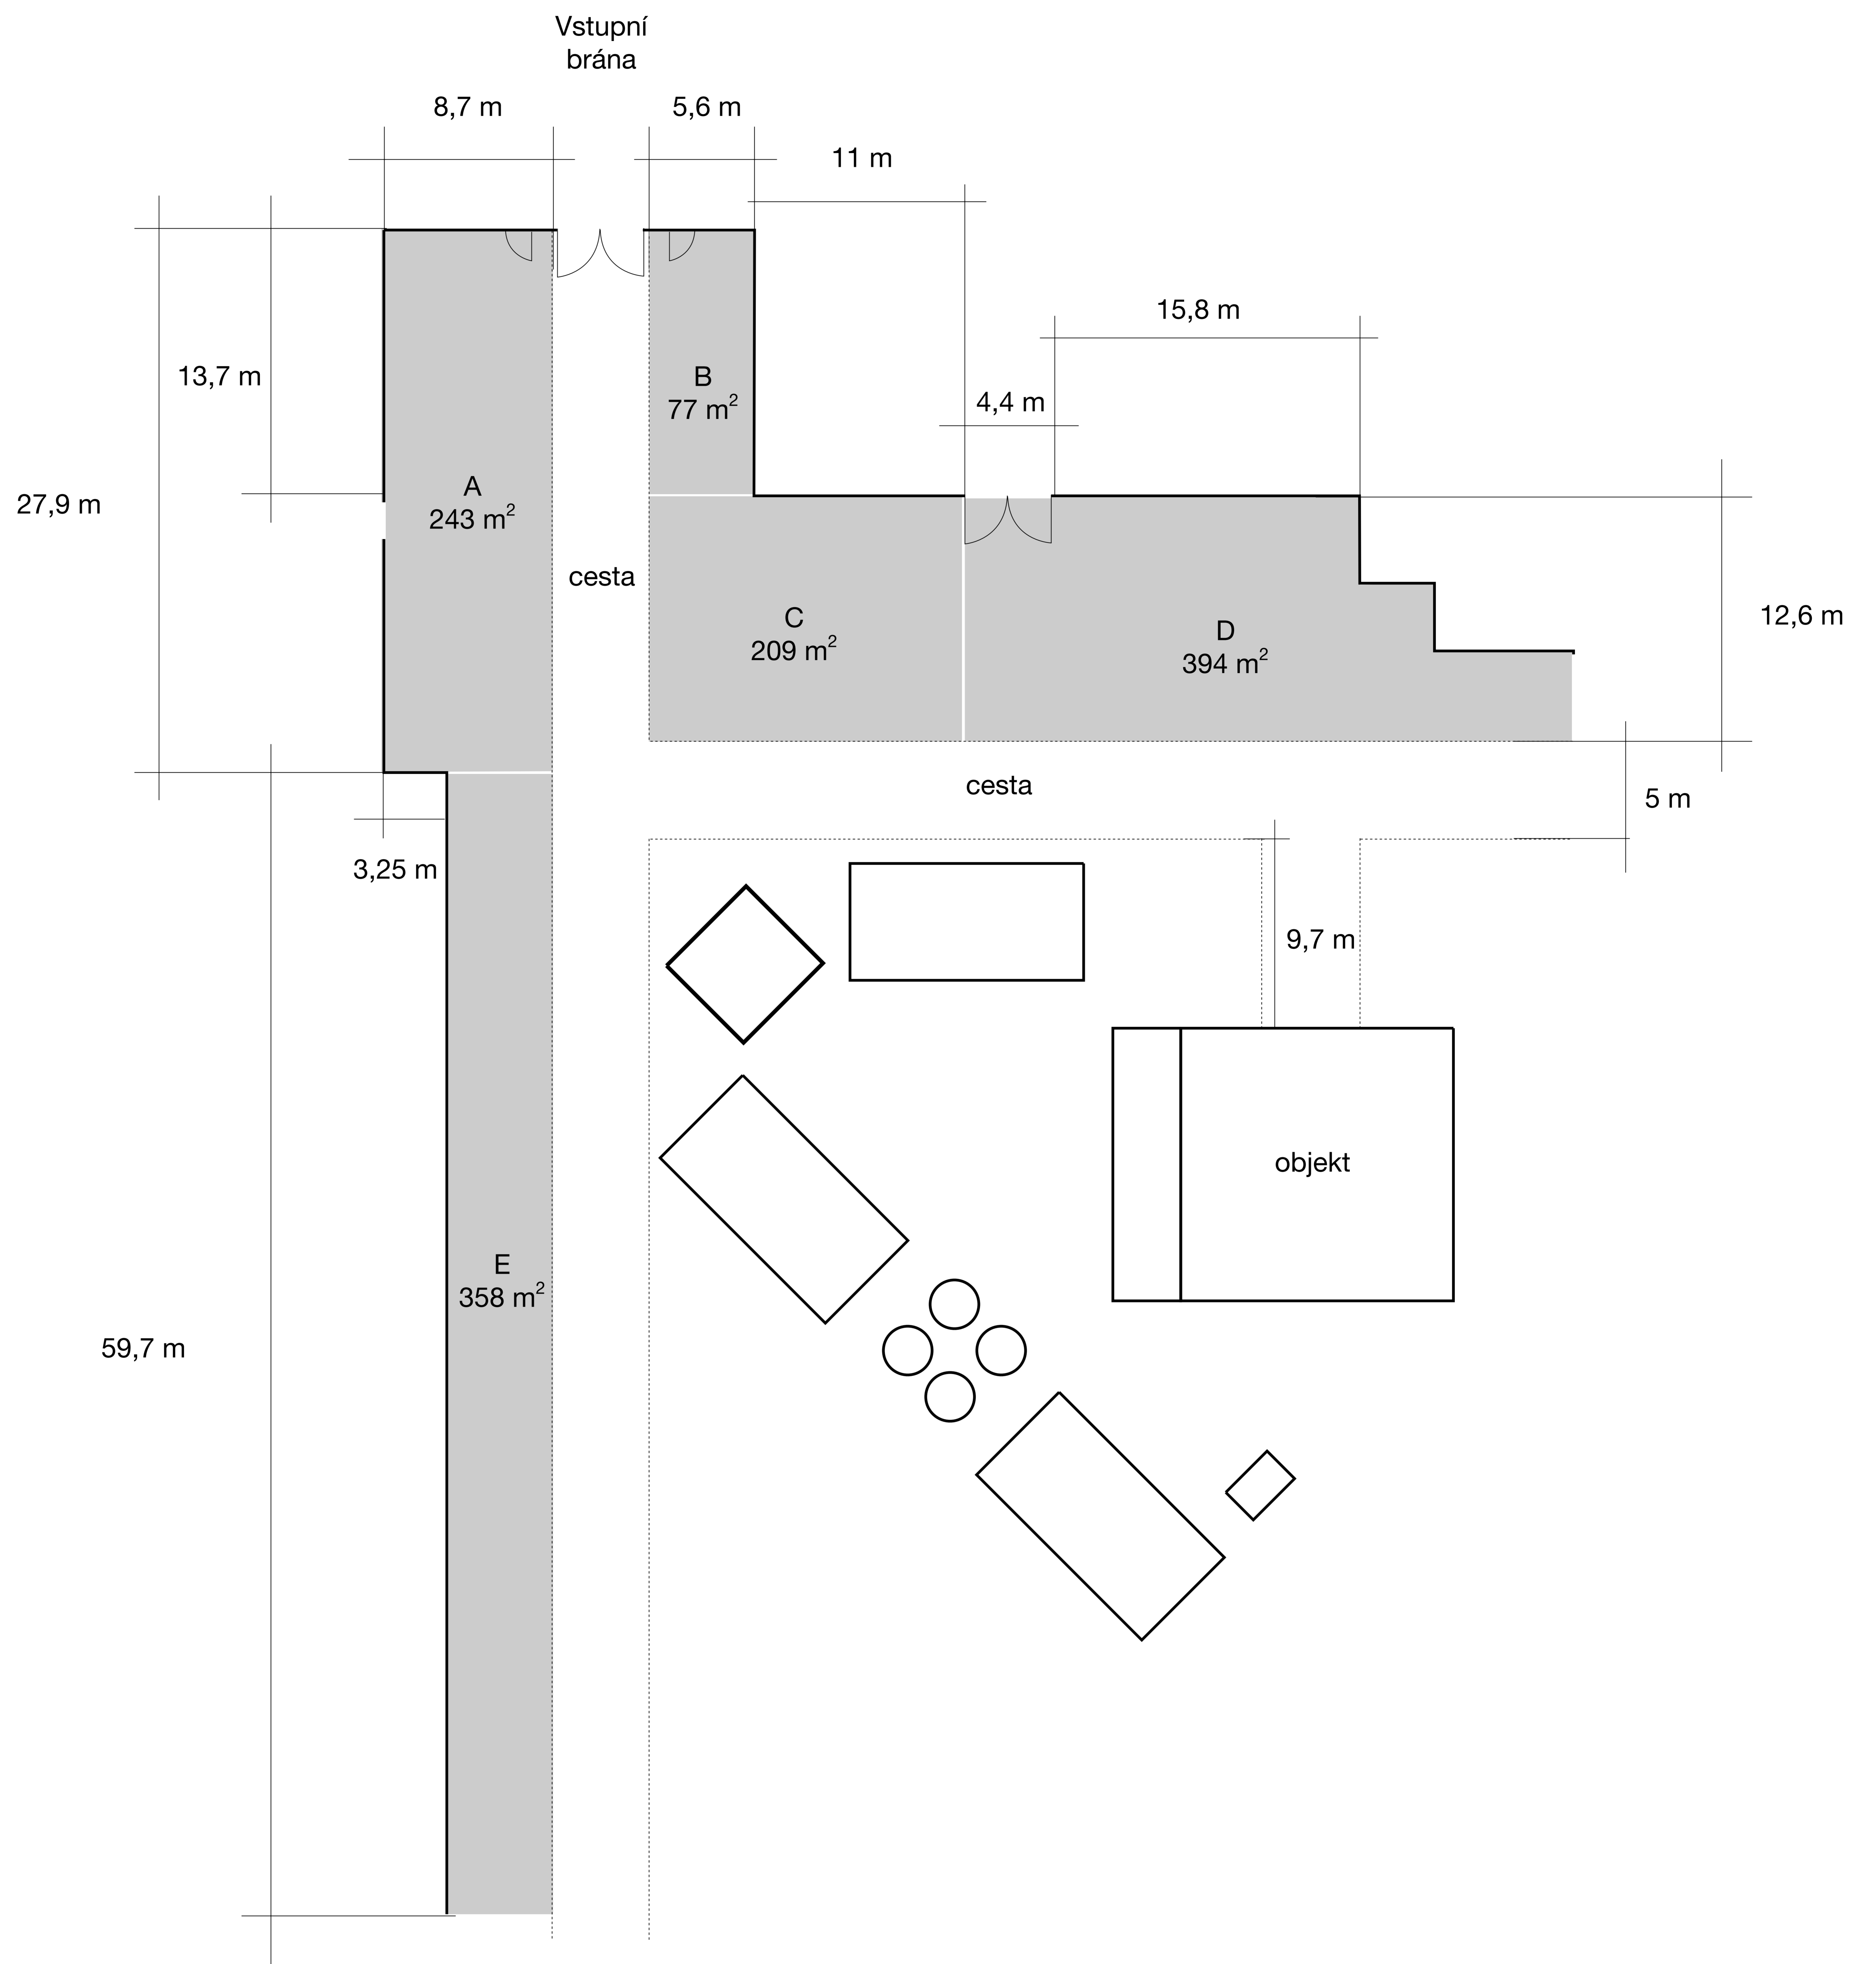 Vstupní
brána
8,7 m
5,6 m
11 m
15,8 m
13,7 m
B
77 m²
4,4 m
A
243 m²
27,9 m
cesta
C
209 m²
D
394 m²
12,6 m
cesta
5 m
3,25 m
9,7 m
objekt
E
358 m²
59,7 m